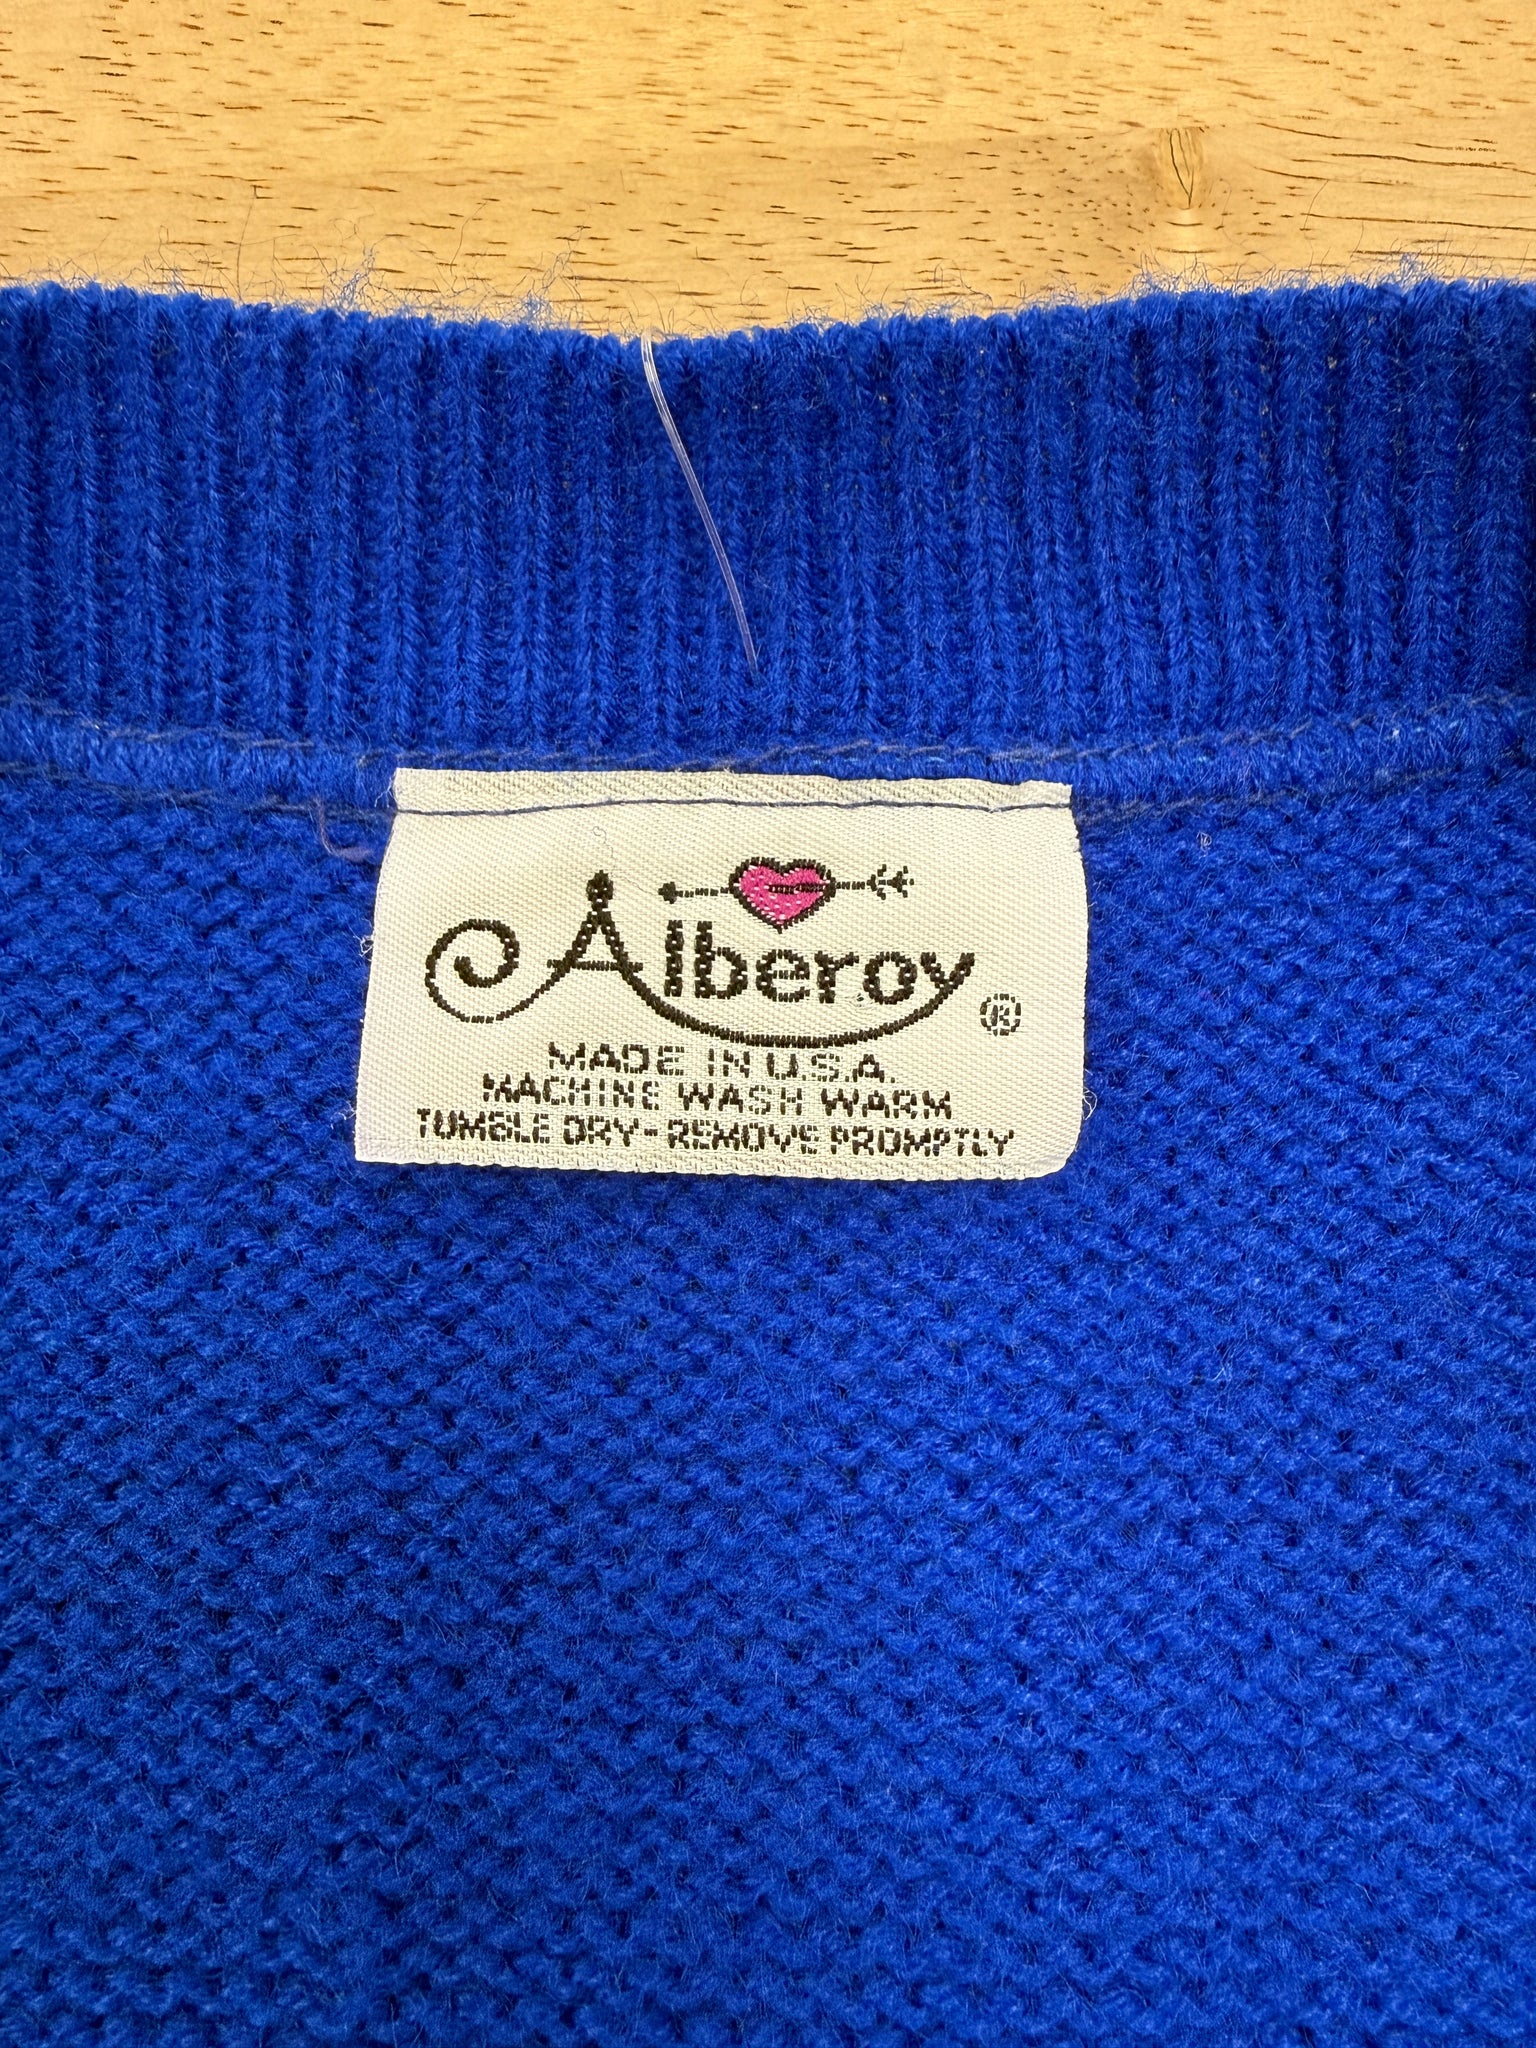 Alberoy ®
MADE IN U.S.A.
MACHINE WASH WARM
TUMBLE DRY-REMOVE PROMPTLY